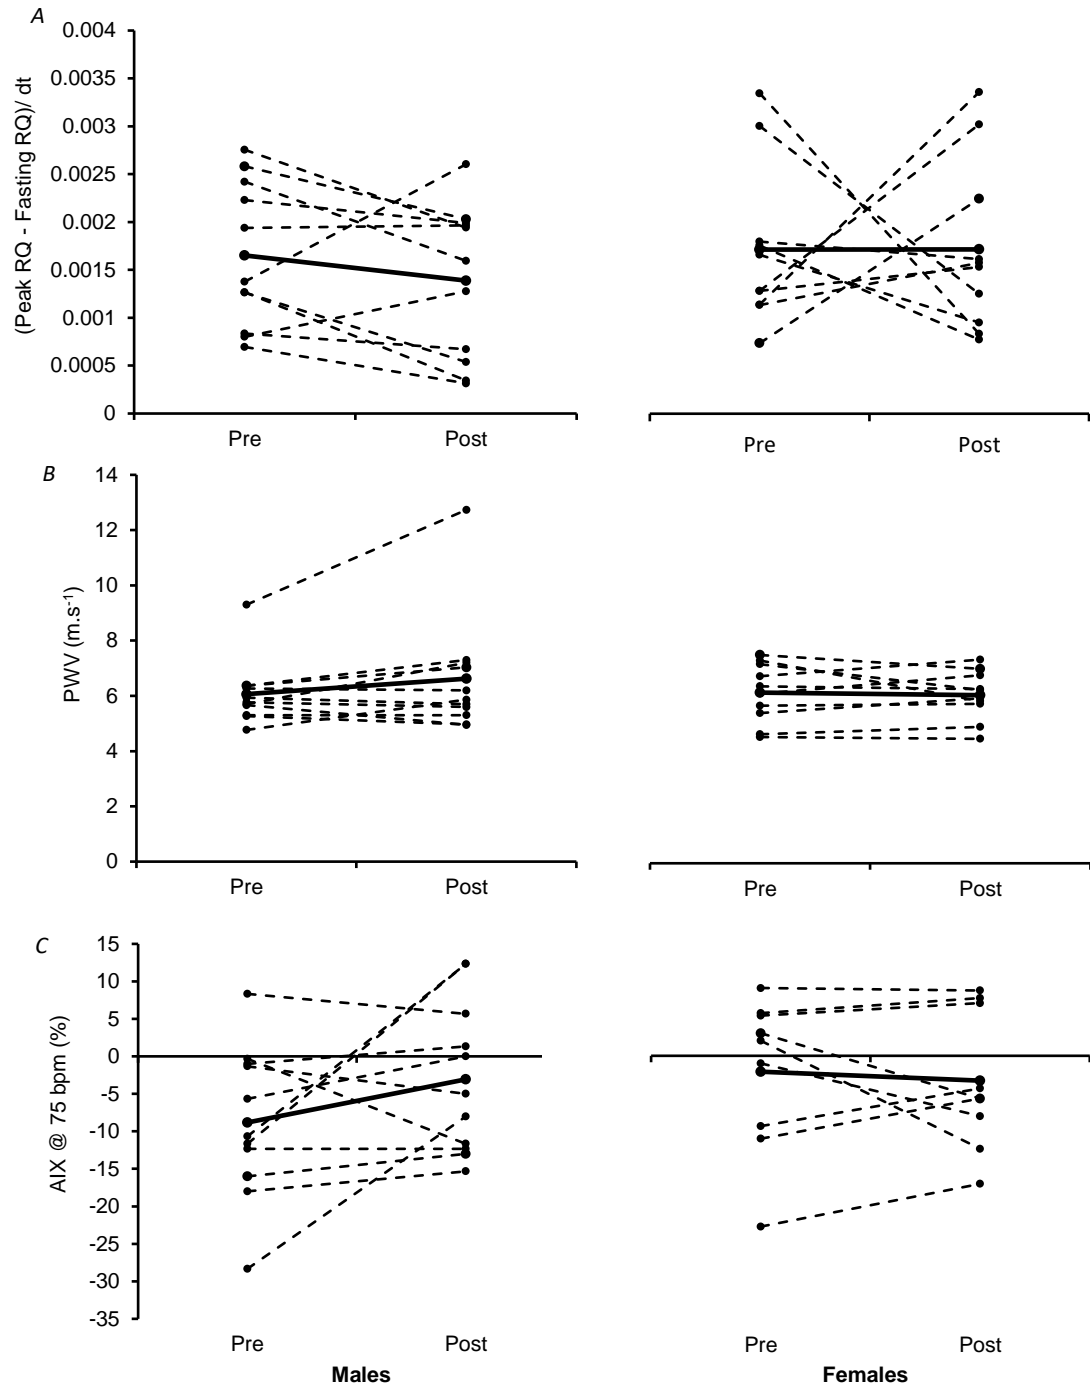 A
(Peak RQ - Fasting RQ)/ dt
0.004
0.0035
0.003
0.0025
0.002
0.0015
0.001
0.0005
0
Pre Post
Pre Post
B
PWV (m.s⁻¹)
14
12
10
8
6
4
2
0
Pre Post
Pre Post
C
AIX @ 75 bpm (%)
15
10
5
0
-5
-10
-15
-20
-25
-30
-35
Pre Post
Pre Post
Males Females